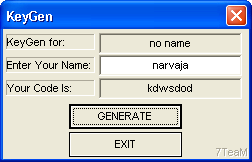 KeyGen
KeyGen for: no name
Enter Your Name: narvaja
Your Code Is: kdwsdod
GENERATE
EXIT
7TeaM